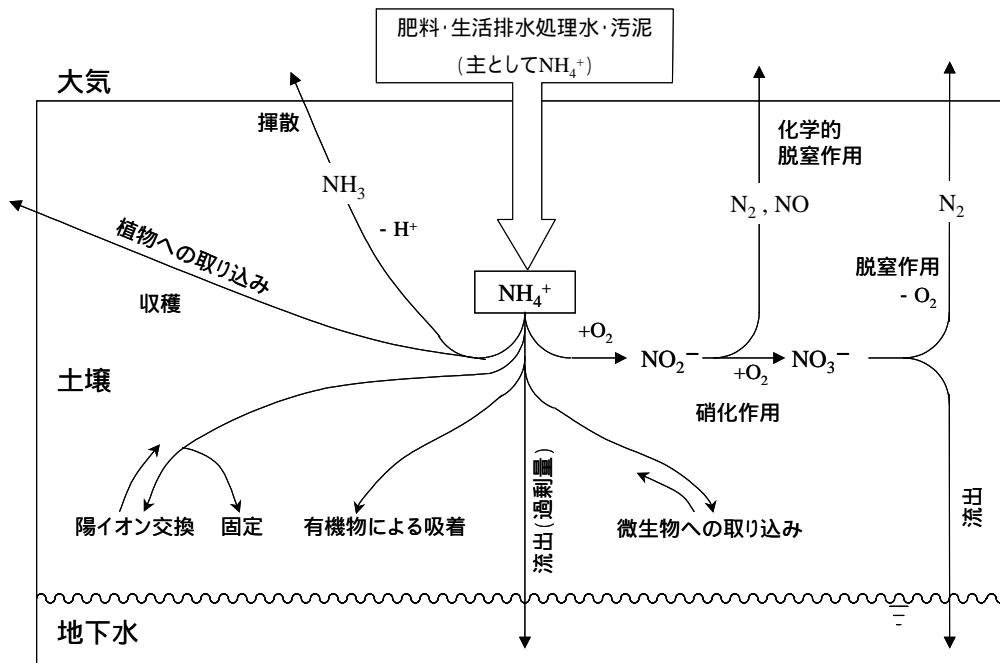 肥料・生活排水処理水・汚泥
(主としてNH₄⁺)
大気
揮散
化学的
脱窒作用
NH₃
N₂ , NO
N₂
- H⁺
植物への取り込み
収穫
脱窒作用
- O₂
NH₄⁺
+O₂
NO₂⁻
+O₂
NO₃⁻
硝化作用
土壌
陽イオン交換
固定
有機物による吸着
流出(過剰量)
微生物への取り込み
流出
地下水